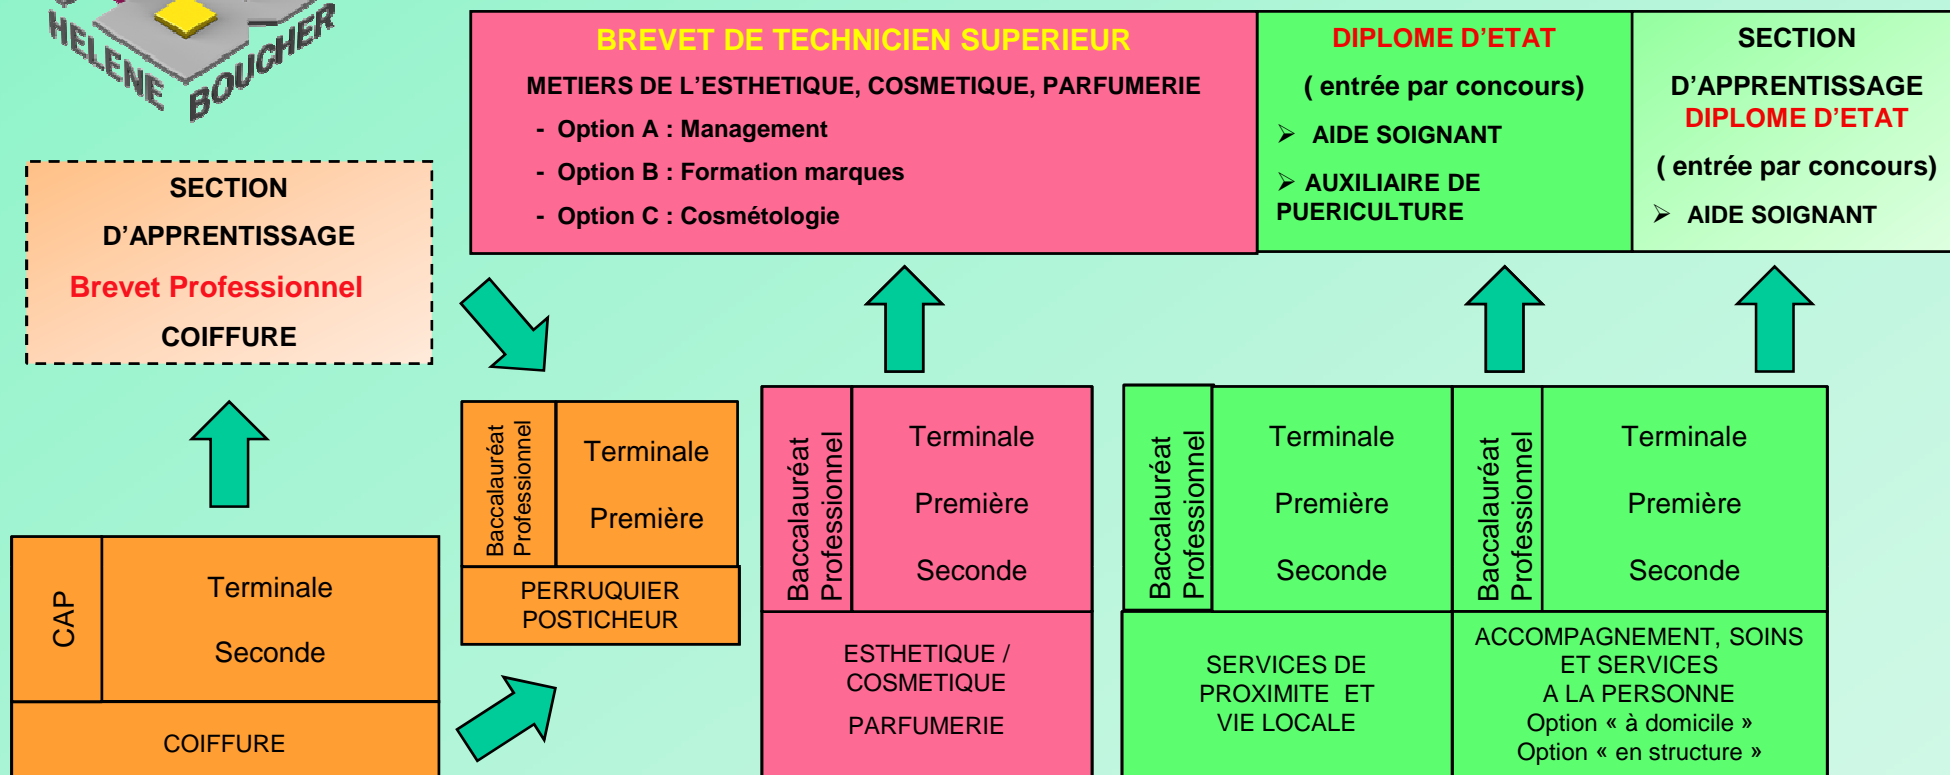 HELENE
BOUCHER
BREVET DE TECHNICIEN SUPERIEUR
METIERS DE L’ESTHETIQUE, COSMETIQUE, PARFUMERIE
- Option A : Management
- Option B : Formation marques
- Option C : Cosmétologie
DIPLOME D’ETAT
( entrée par concours)
➢ AIDE SOIGNANT
➢ AUXILIAIRE DE
PUERICULTURE
SECTION
D’APPRENTISSAGE
DIPLOME D’ETAT
( entrée par concours)
➢ AIDE SOIGNANT
SECTION
D’APPRENTISSAGE
Brevet Professionnel
COIFFURE
CAP
Terminale
Seconde
COIFFURE
Baccalauréat
Professionnel
Terminale
Première
PERRUQUIER
POSTICHEUR
Baccalauréat
Professionnel
Terminale
Première
Seconde
ESTHETIQUE /
COSMETIQUE
PARFUMERIE
Baccalauréat
Professionnel
Terminale
Première
Seconde
SERVICES DE
PROXIMITE ET
VIE LOCALE
Baccalauréat
Professionnel
Terminale
Première
Seconde
ACCOMPAGNEMENT, SOINS
ET SERVICES
A LA PERSONNE
Option « à domicile »
Option « en structure »